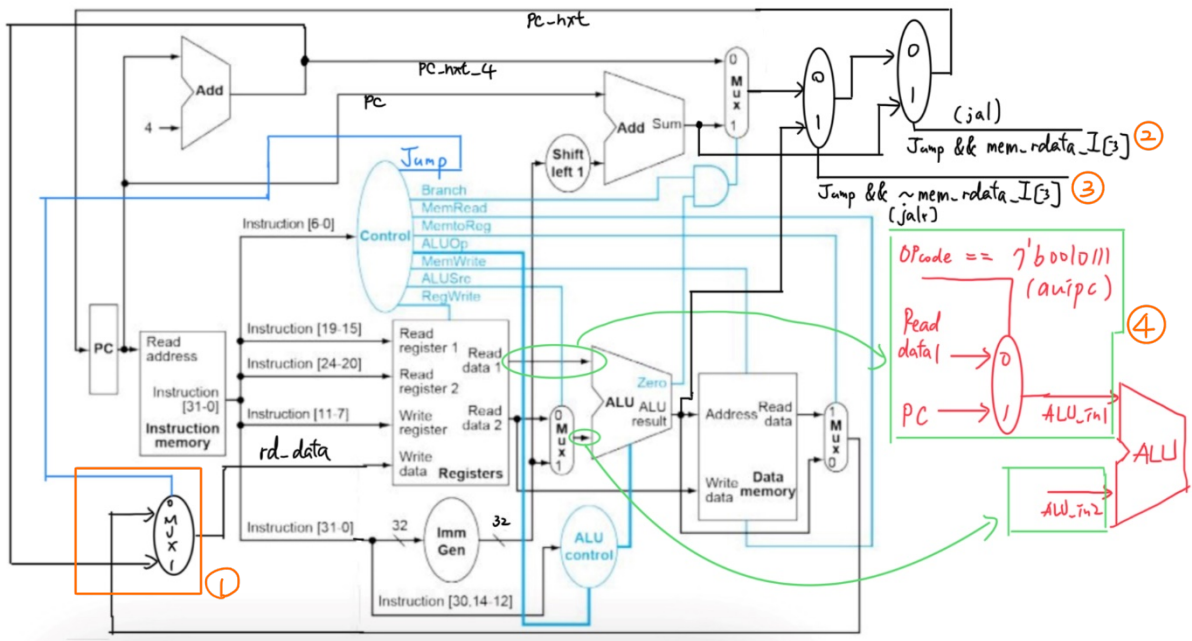 PC_nxt
Add
4
PC_nxt_4
PC
0
Mux
1
Add Sum
Shift
left 1
0
1
0
1
(jal)
Jump && mem_rdata_I[3] ②
Jump && ~mem_rdata_I[3] ③
(jalr)
Jump
Branch
MemRead
MemtoReg
ALUOp
MemWrite
ALUSrc
RegWrite
Control
Instruction [6-0]
PC
Read
address
Instruction
[31-0]
Instruction
memory
Instruction [19-15]
Instruction [24-20]
Instruction [11-7]
rd_data
Instruction [31-0]
Read
register 1
Read
data 1
Read
register 2
Write
register
Read
data 2
Write
data
Registers
0
Mux
1
Zero
ALU
ALU
result
Address
Read
data
Write
data
Data
memory
1
Mux
0
32
Imm
Gen
32
ALU
control
Instruction [30,14-12]
0
MUX
1
①
OPcode == 7'b0010111
(auipc)
④
Read
data1
0
PC
1
ALU_in1
ALU
ALU_in2